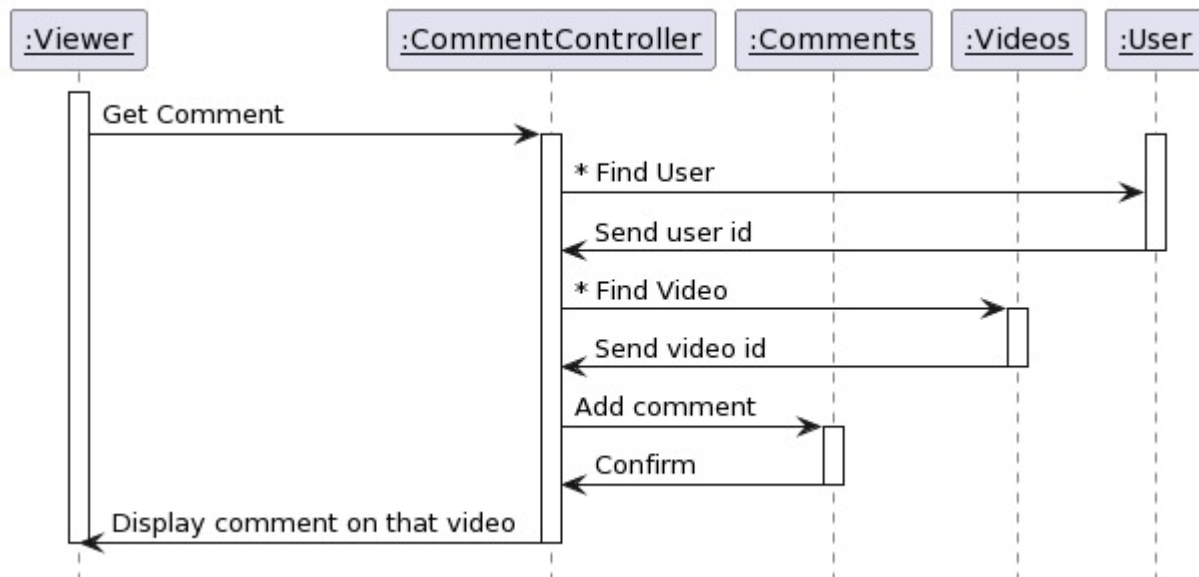 :Viewer :CommentController :Comments :Videos :User
Get Comment
* Find User
Send user id
* Find Video
Send video id
Add comment
Confirm
Display comment on that video